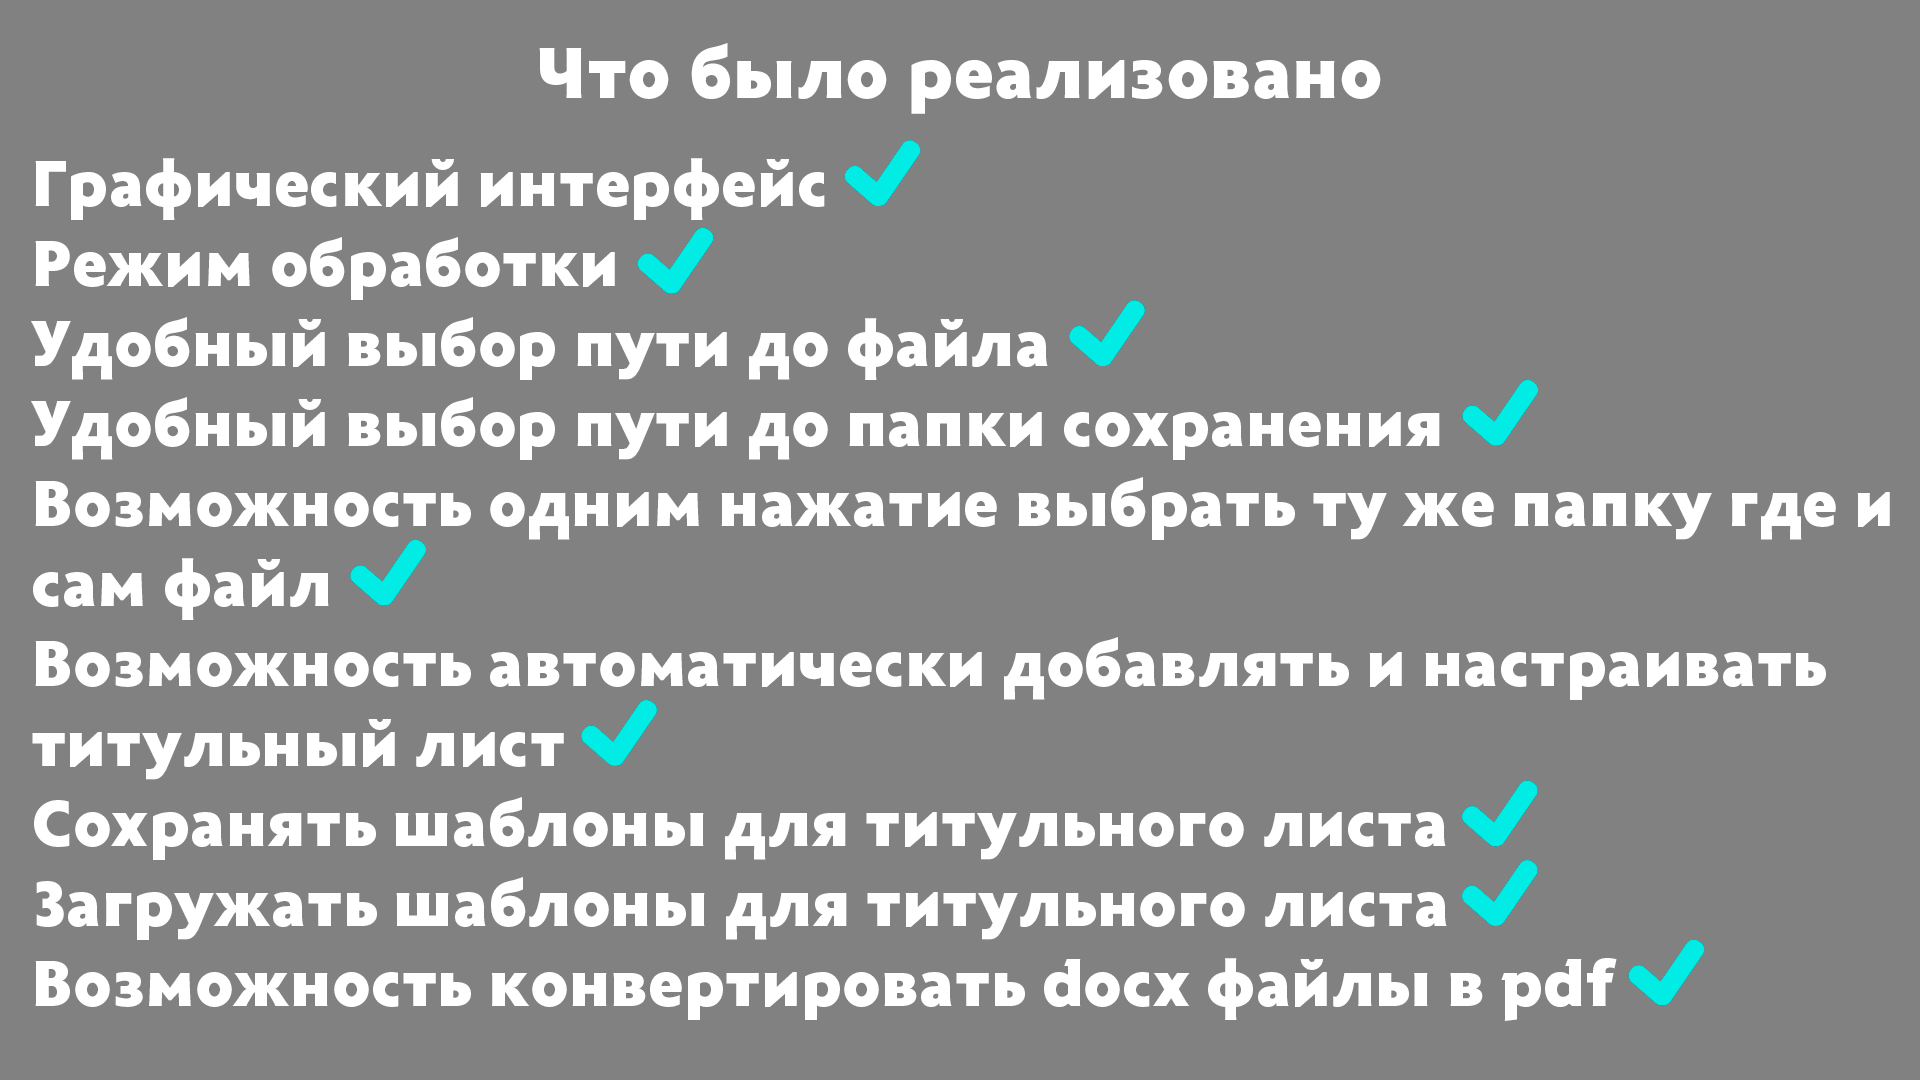 Что было реализовано
Графический интерфейс
Режим обработки
Удобный выбор пути до файла
Удобный выбор пути до папки сохранения
Возможность одним нажатие выбрать ту же папку где и
сам файл
Возможность автоматически добавлять и настраивать
титульный лист
Сохранять шаблоны для титульного листа
Загружать шаблоны для титульного листа
Возможность конвертировать docx файлы в pdf